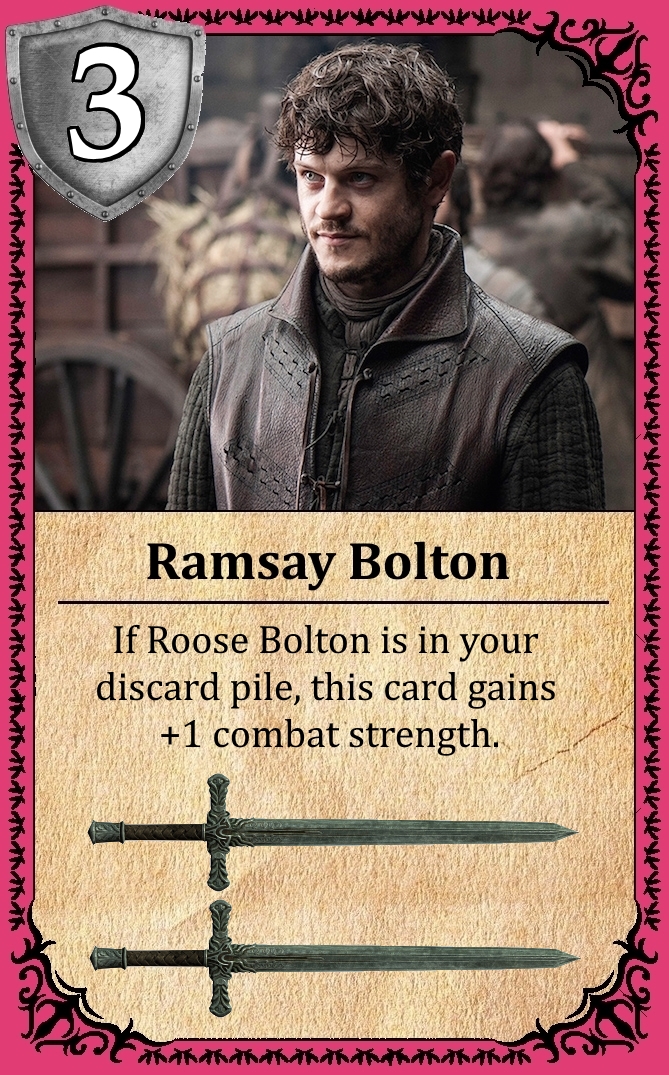 3
Ramsay Bolton
If Roose Bolton is in your
discard pile, this card gains
+1 combat strength.